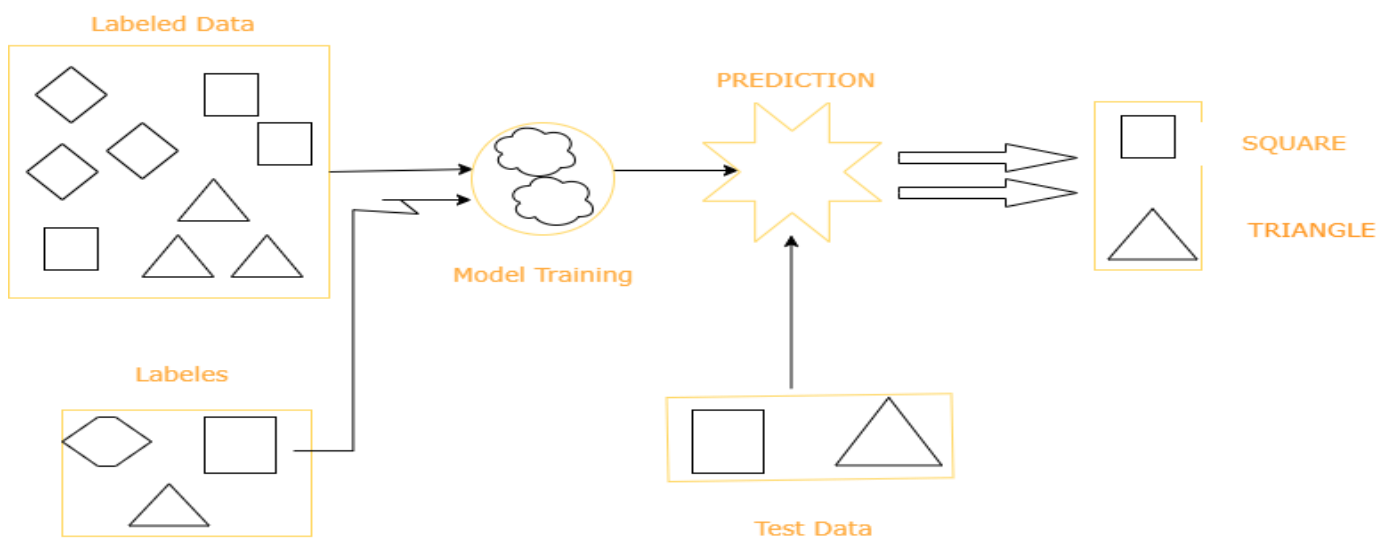 Labeled Data
PREDICTION
SQUARE
TRIANGLE
Model Training
Labeles
Test Data